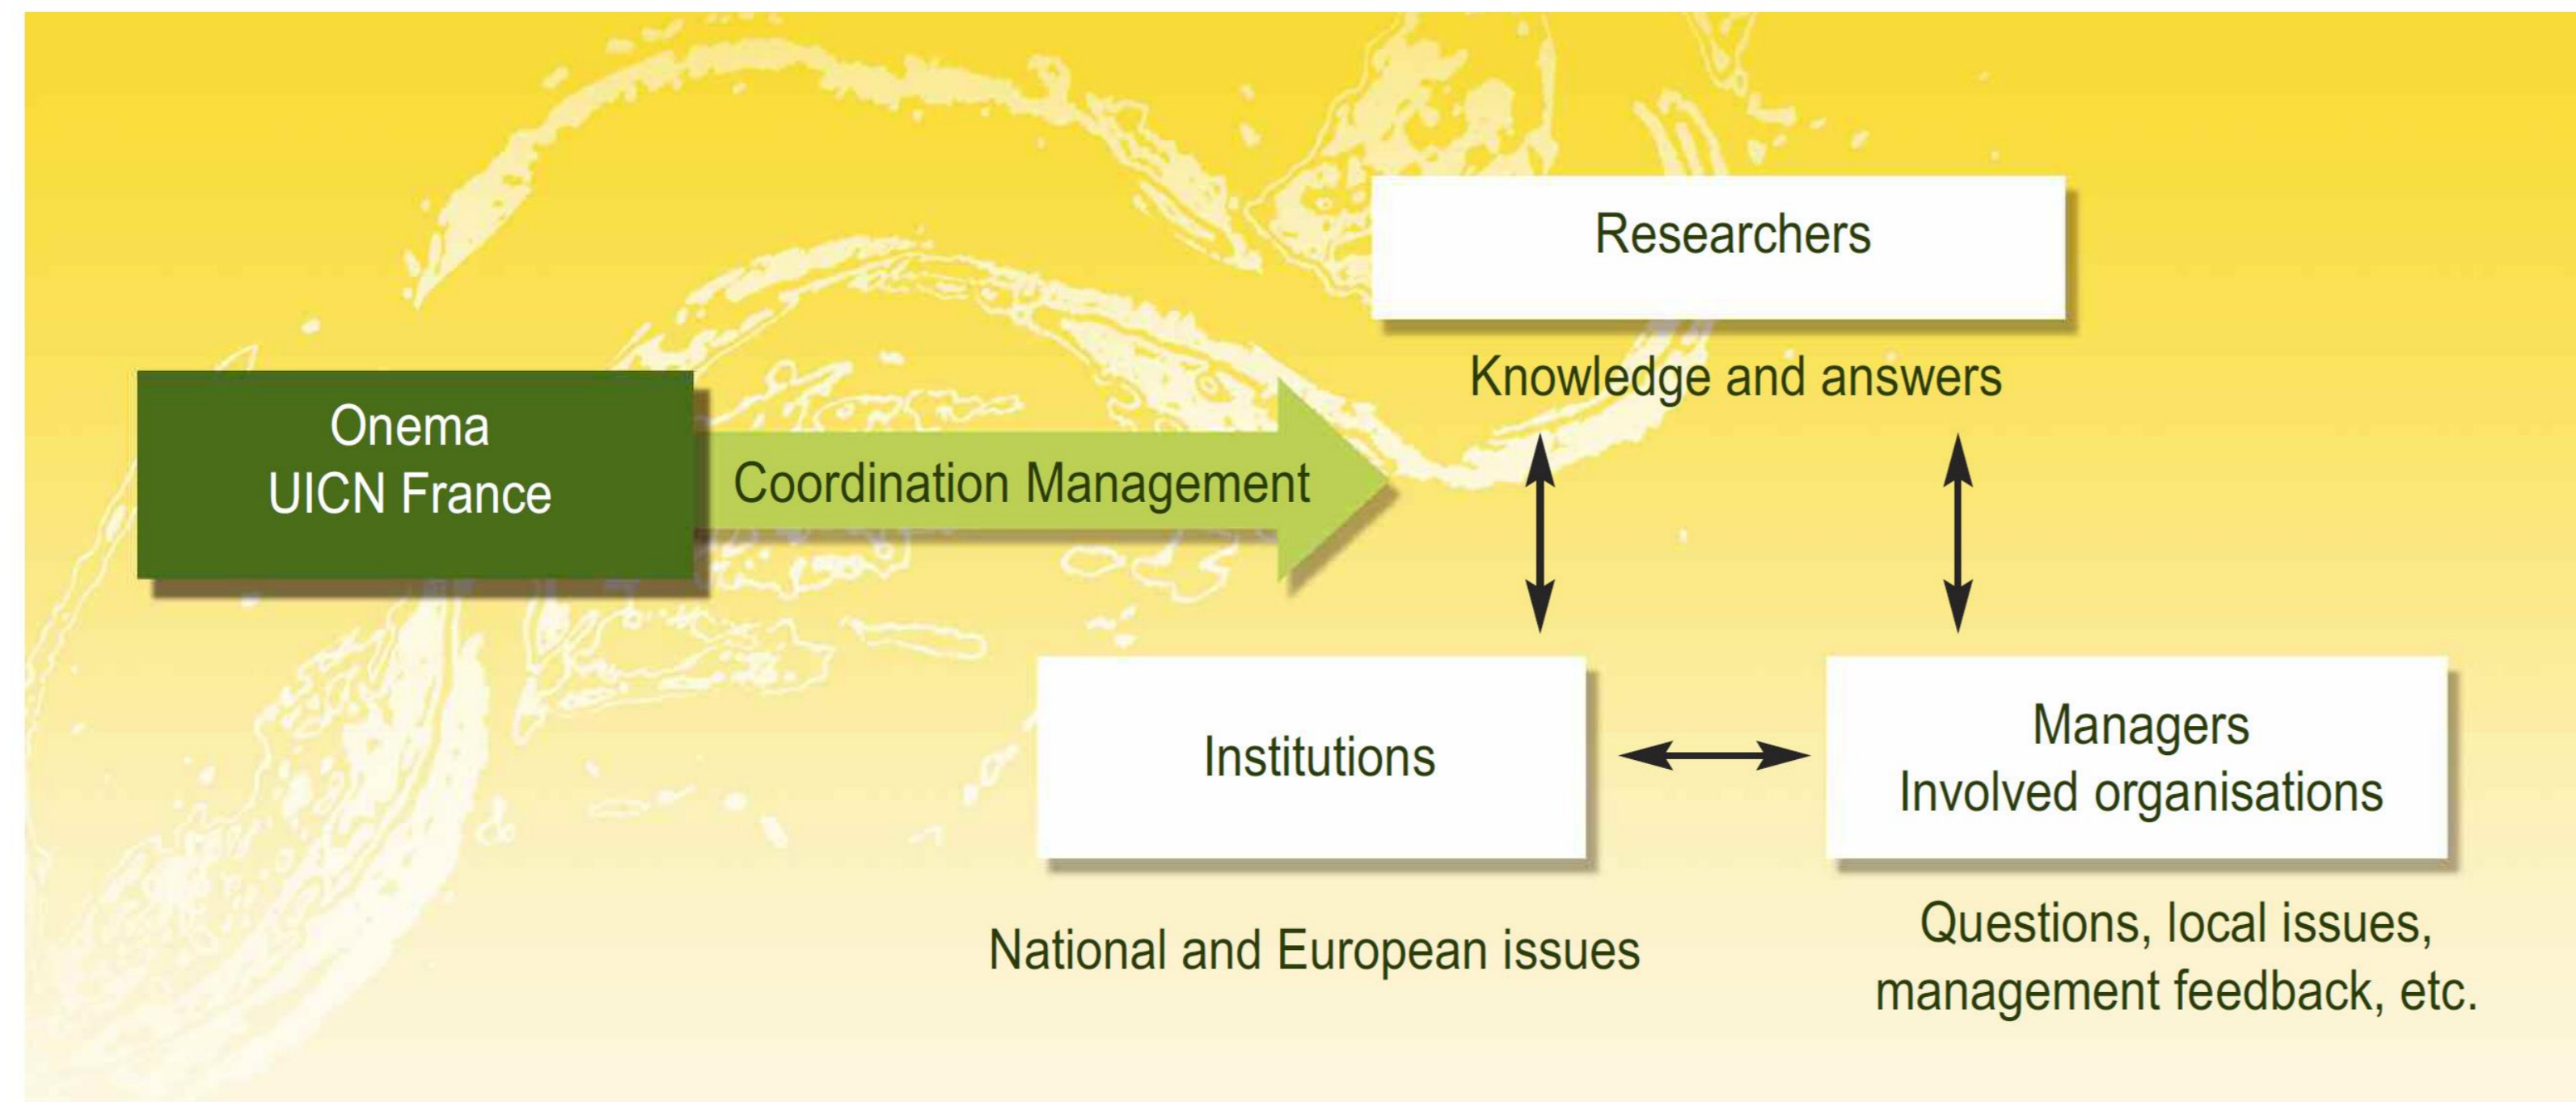 Researchers
Knowledge and answers
Onema
UICN France
Coordination Management
Institutions
National and European issues
Managers
Involved organisations
Questions, local issues,
management feedback, etc.